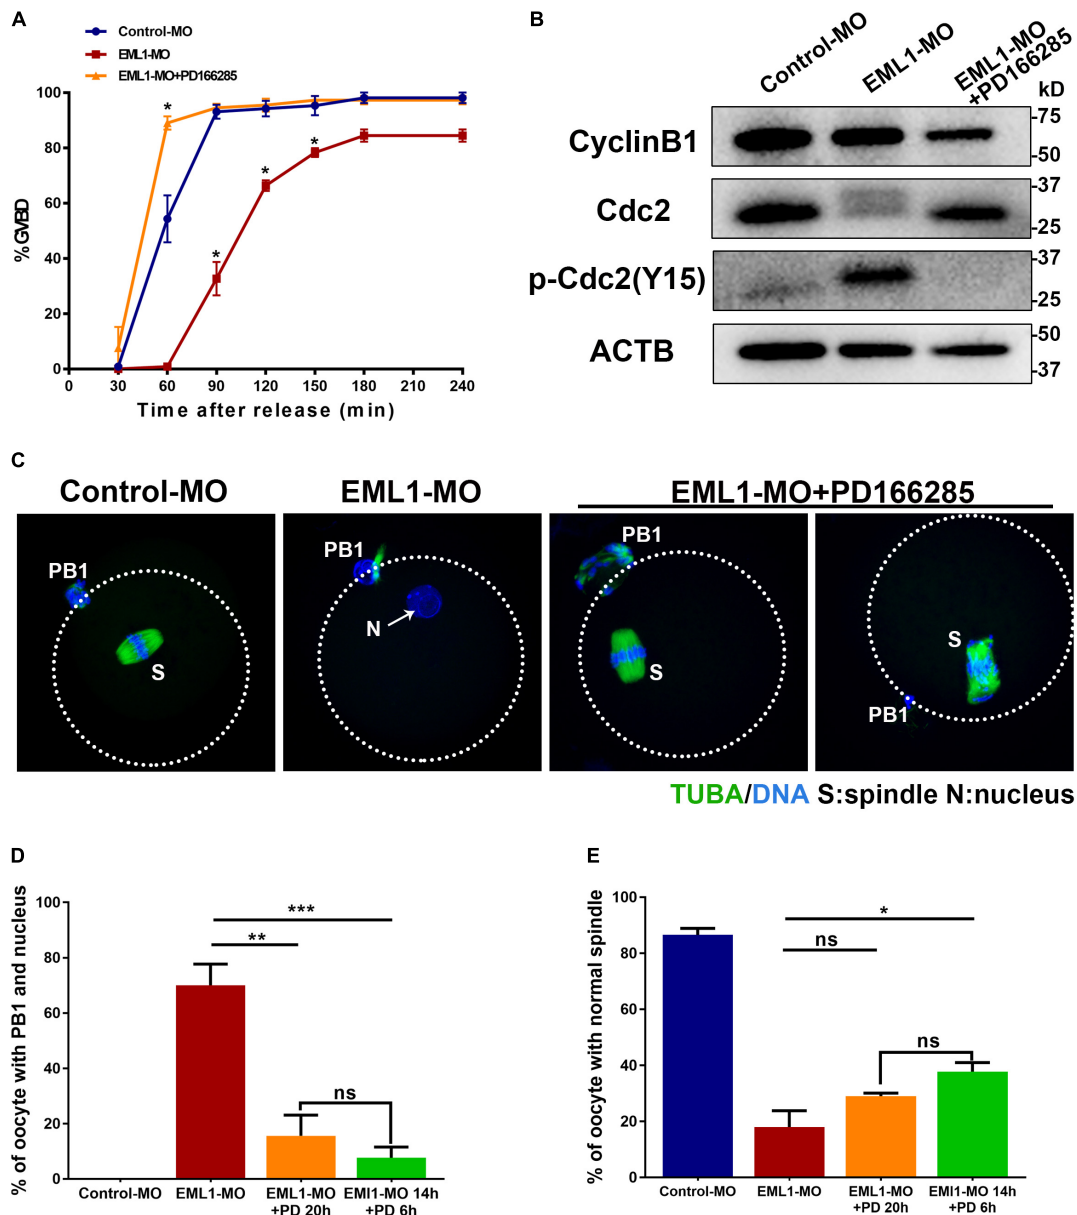 A
Control-MO
EML1-MO
EML1-MO+PD166285
%GVBD
100
80
60
40
20
0
*
*
*
*
0 30 60 90 120 150 180 210 240
Time after release (min)
B
Control-MO
EML1-MO
EML1-MO
+PD166285
kD
CyclinB1
-75
-50
Cdc2
-37
-25
p-Cdc2(Y15)
-37
-25
ACTB
-50
-37
C
Control-MO
EML1-MO
EML1-MO+PD166285
PB1
S
PB1
N
PB1
S
S
PB1
TUBA/DNA S:spindle N:nucleus
D
% of oocyte with PB1 and nucleus
100
80
60
40
20
0
***
**
ns
Control-MO
EML1-MO
EML1-MO
+PD 20h
EMI1-MO 14h
+PD 6h
E
% of oocyte with normal spindle
100
80
60
40
20
0
*
ns
ns
Control-MO
EML1-MO
EML1-MO
+PD 20h
EMI1-MO 14h
+PD 6h